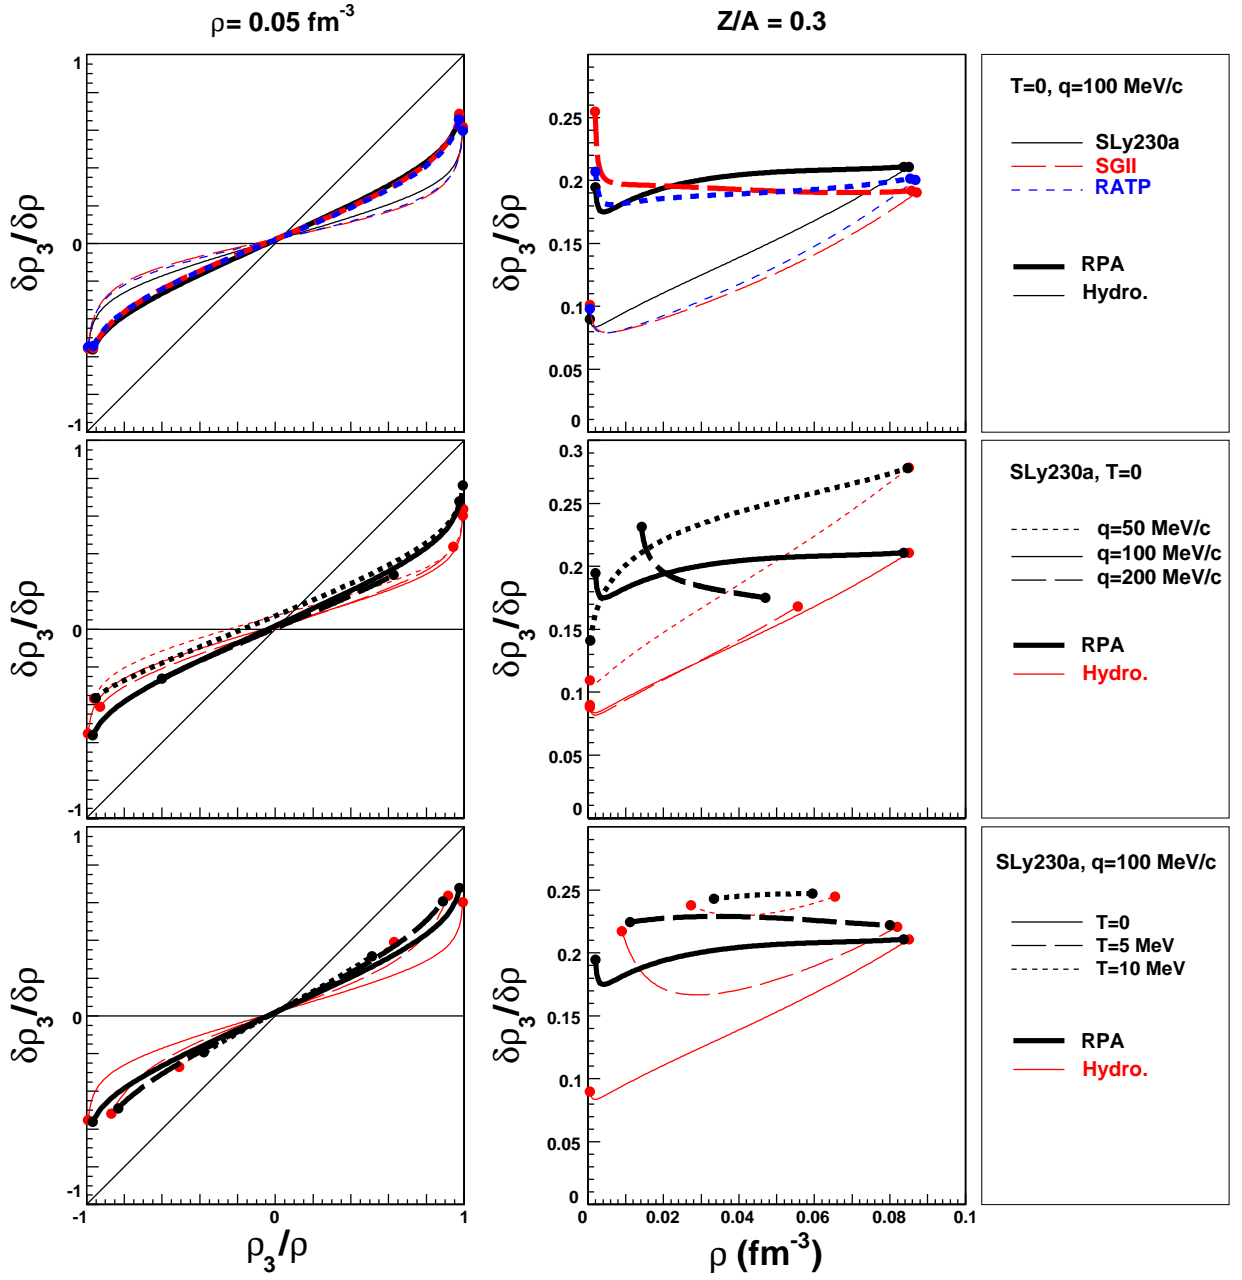 ρ= 0.05 fm⁻³
Z/A = 0.3
δρ₃/δρ
1
0
-1
δρ₃/δρ
0.25
0.2
0.15
0.1
0.05
0
T=0, q=100 MeV/c
SLy230a
SGII
RATP
RPA
Hydro.
δρ₃/δρ
1
0
-1
δρ₃/δρ
0.3
0.25
0.2
0.15
0.1
0.05
0
SLy230a, T=0
q=50 MeV/c
q=100 MeV/c
q=200 MeV/c
RPA
Hydro.
δρ₃/δρ
1
0
-1
-1
0
1
ρ₃/ρ
δρ₃/δρ
0.25
0.2
0.15
0.1
0.05
0
0
0.02
0.04
0.06
0.08
0.1
ρ (fm⁻³)
SLy230a, q=100 MeV/c
T=0
T=5 MeV
T=10 MeV
RPA
Hydro.